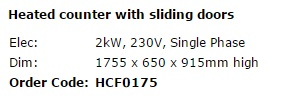 Heated counter with sliding doors
Elec: 2kW, 230V, Single Phase
Dim: 1755 x 650 x 915mm high
Order Code: HCF0175